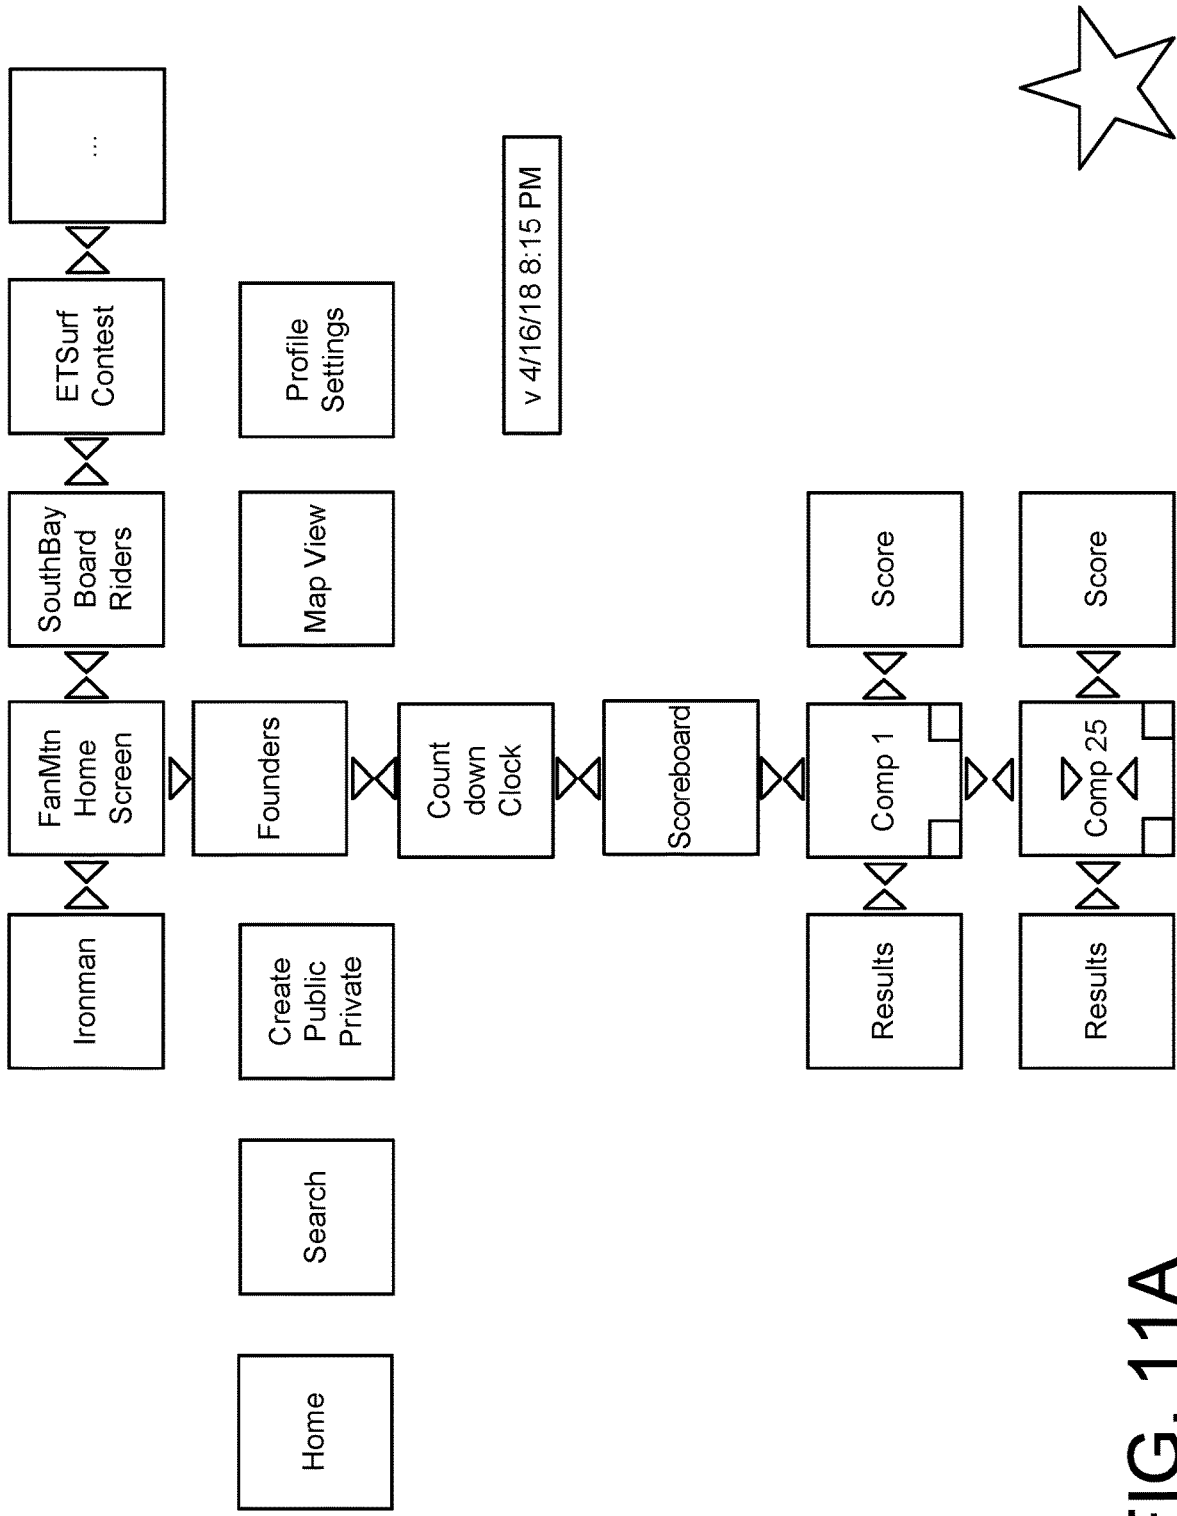 Ironman
FanMtn
Home
Screen
SouthBay
Board
Riders
ETSurf
Contest
...
Home
Search
Create
Public
Private
Founders
Map View
Profile
Settings
Count
down
Clock
v 4/16/18 8:15 PM
Scoreboard
Results
Comp 1
Score
Results
Comp 25
Score
FIG. 11A